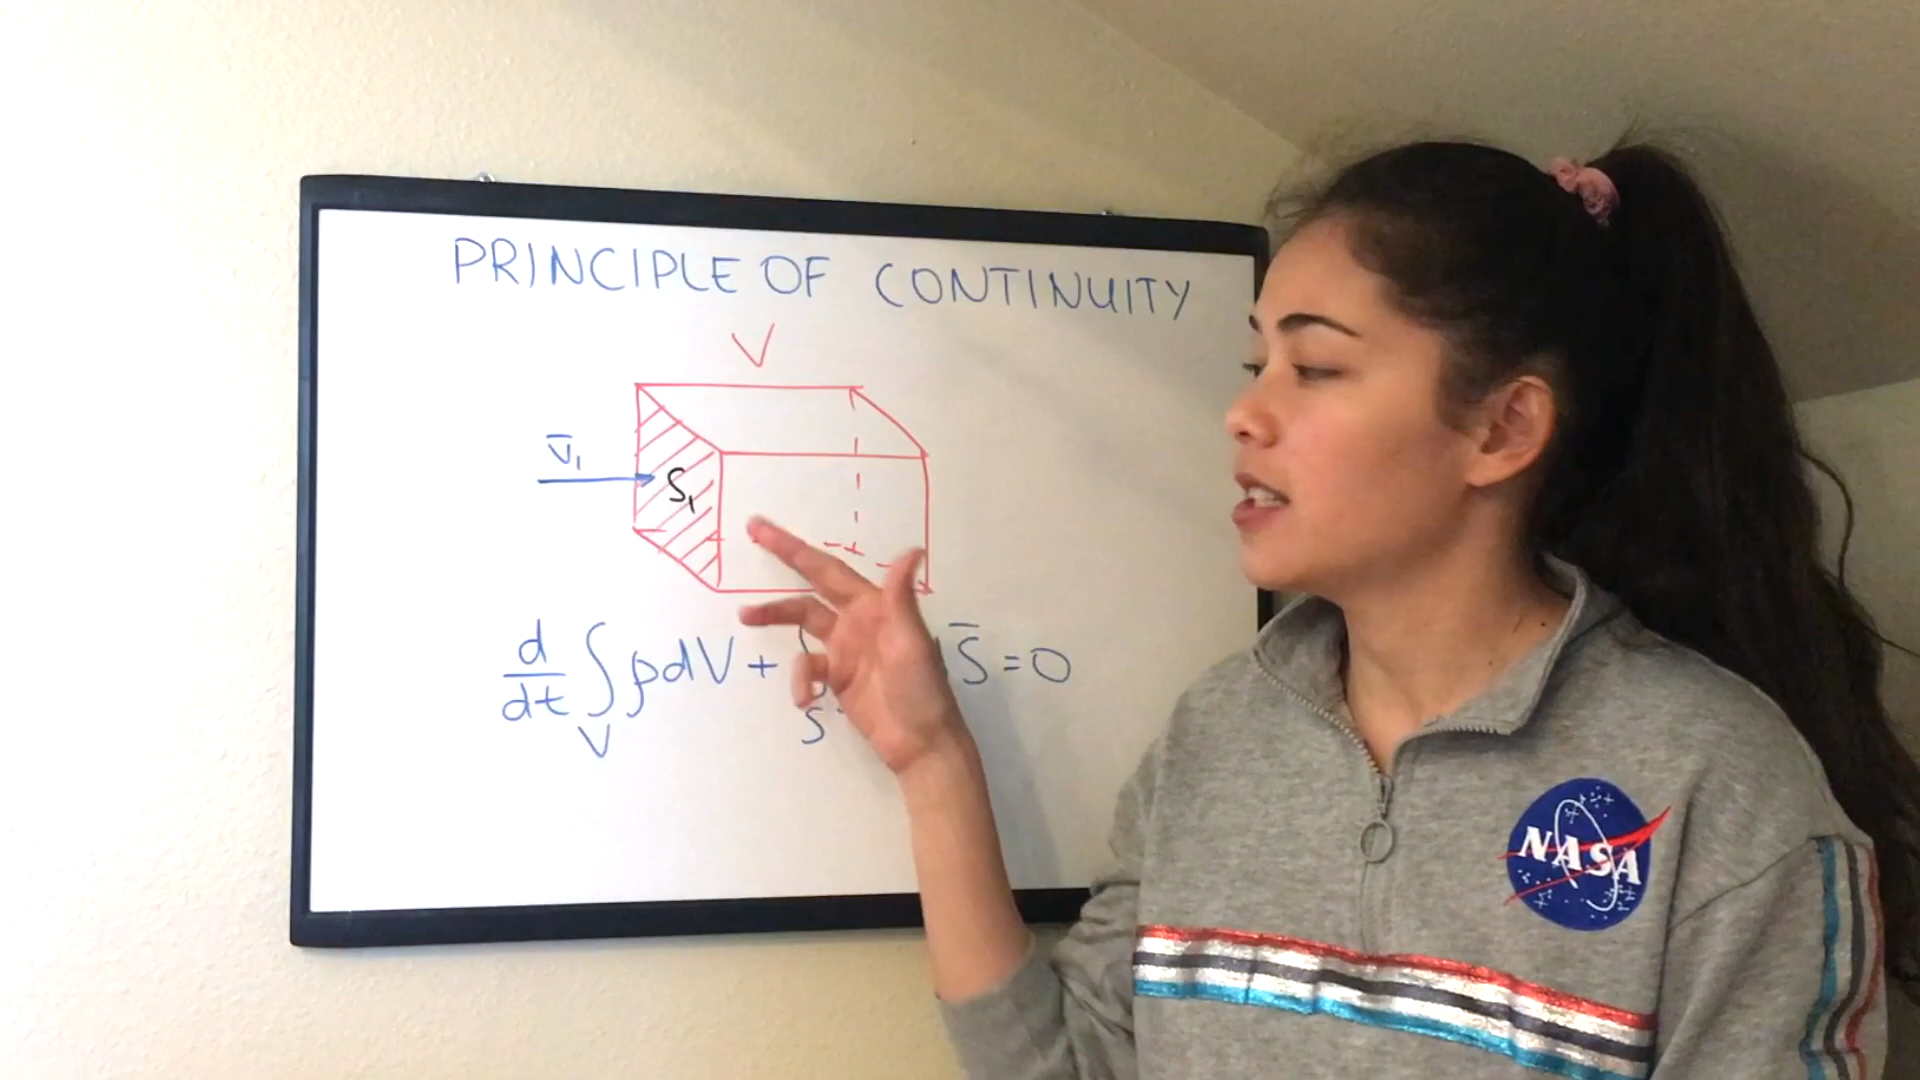 PRINCIPLE OF CONTINUITY
V
v̅₁
S₁
d/dt ∫ ρdV + ∫ S̅ = 0
V S
NASA